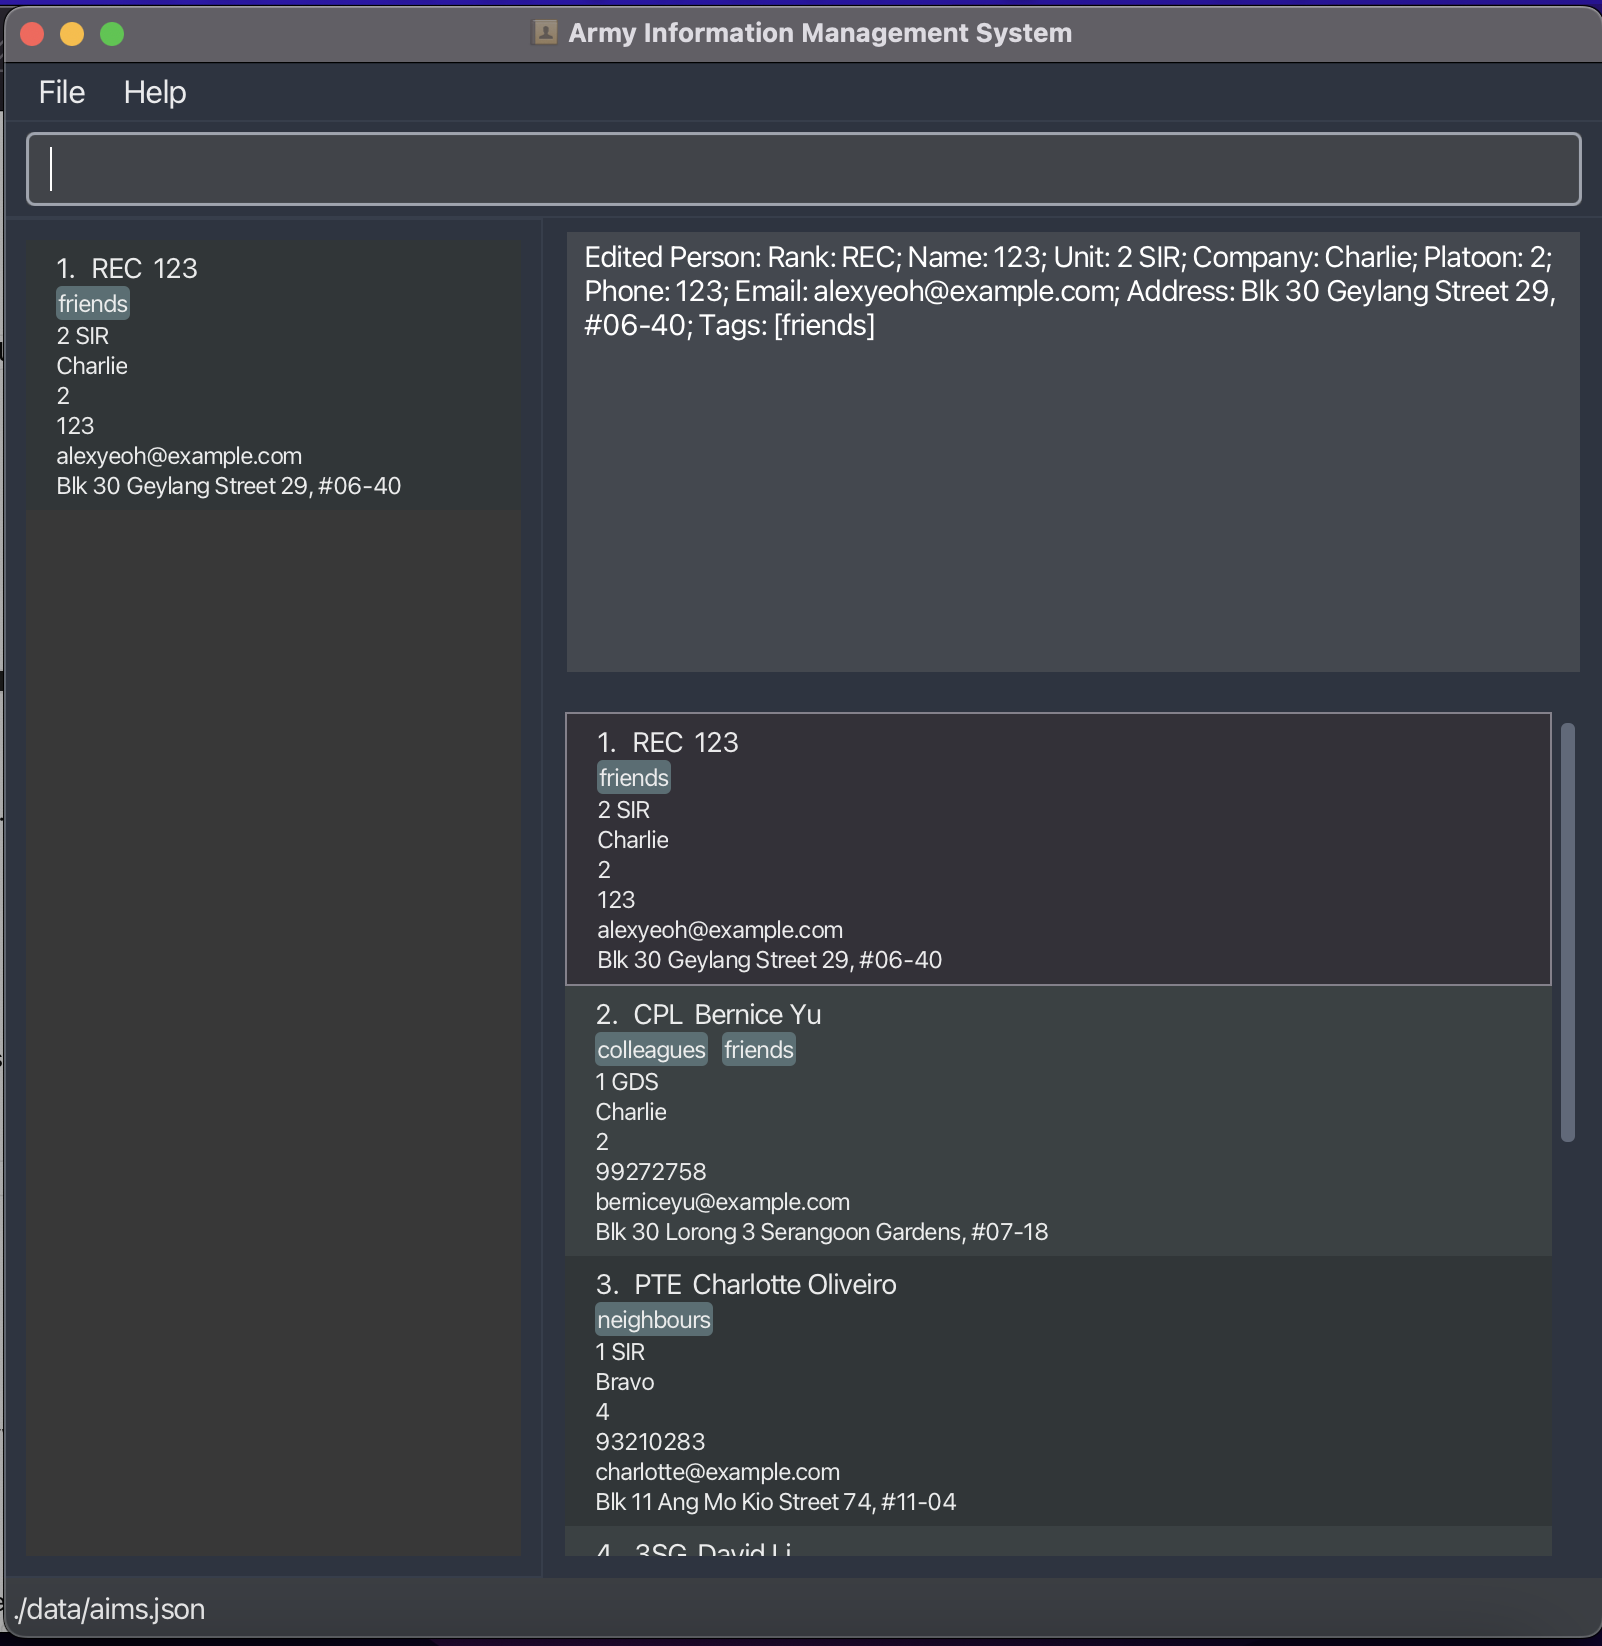 Army Information Management System
File Help
1. REC 123
friends
2 SIR
Charlie
2
123
alexyeoh@example.com
Blk 30 Geylang Street 29, #06-40
Edited Person: Rank: REC; Name: 123; Unit: 2 SIR; Company: Charlie; Platoon: 2;
Phone: 123; Email: alexyeoh@example.com; Address: Blk 30 Geylang Street 29,
#06-40; Tags: [friends]
1. REC 123
friends
2 SIR
Charlie
2
123
alexyeoh@example.com
Blk 30 Geylang Street 29, #06-40
2. CPL Bernice Yu
colleagues friends
1 GDS
Charlie
2
99272758
berniceyu@example.com
Blk 30 Lorong 3 Serangoon Gardens, #07-18
3. PTE Charlotte Oliveiro
neighbours
1 SIR
Bravo
4
93210283
charlotte@example.com
Blk 11 Ang Mo Kio Street 74, #11-04
4. 3SG David Li
./data/aims.json